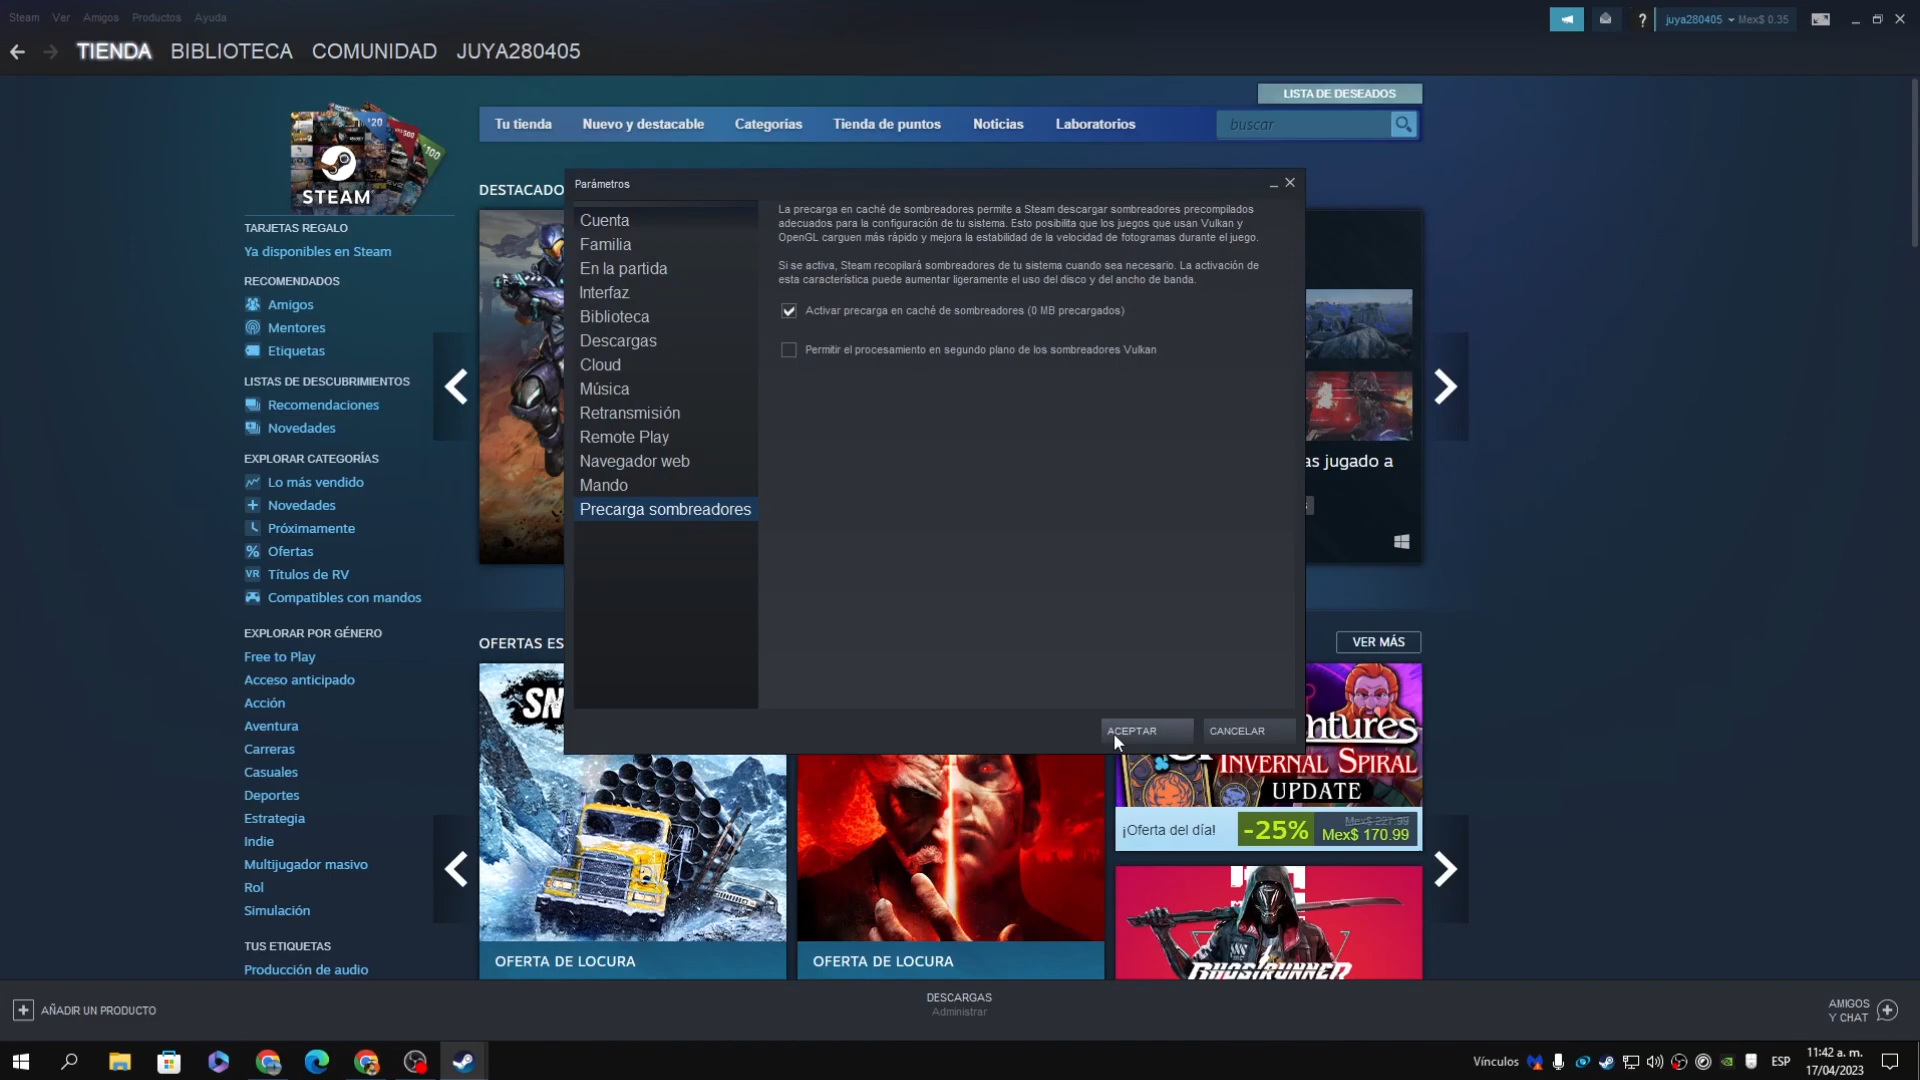 Steam Ver Amigos Productos Ayuda
? juya280405 Mex$ 0.35
TIENDA BIBLIOTECA COMUNIDAD JUYA280405
LISTA DE DESEADOS
Tu tienda Nuevo y destacable Categorías Tienda de puntos Noticias Laboratorios buscar
STEAM
TARJETAS REGALO
Ya disponibles en Steam
RECOMENDADOS
Amigos
Mentores
Etiquetas
LISTAS DE DESCUBRIMIENTOS
Recomendaciones
Novedades
EXPLORAR CATEGORÍAS
Lo más vendido
Novedades
Próximamente
Ofertas
VR Títulos de RV
Compatibles con mandos
EXPLORAR POR GÉNERO
Free to Play
Acceso anticipado
Acción
Aventura
Carreras
Casuales
Deportes
Estrategia
Indie
Multijugador masivo
Rol
Simulación
TUS ETIQUETAS
Producción de audio
DESTACADO
Parámetros
Cuenta
Familia
En la partida
Interfaz
Biblioteca
Descargas
Cloud
Música
Retransmisión
Remote Play
Navegador web
Mando
Precarga sombreadores
La precarga en caché de sombreadores permite a Steam descargar sombreadores precompilados
adecuados para la configuración de tu sistema. Esto posibilita que los juegos que usan Vulkan y
OpenGL carguen más rápido y mejora la estabilidad de la velocidad de fotogramas durante el juego.
Si se activa, Steam recopilará sombreadores de tu sistema cuando sea necesario. La activación de
esta característica puede aumentar ligeramente el uso del disco y del ancho de banda.
Activar precarga en caché de sombreadores (0 MB precargados)
Permitir el procesamiento en segundo plano de los sombreadores Vulkan
ACEPTAR CANCELAR
as jugado a
OFERTAS ES
VER MÁS
SN
ntures
INVERNAL SPIRAL
UPDATE
¡Oferta del día! -25% Mex$ 227.99
Mex$ 170.99
OFERTA DE LOCURA
OFERTA DE LOCURA
GHOSTRUNNER
AÑADIR UN PRODUCTO
DESCARGAS
Administrar
AMIGOS
Y CHAT
Vínculos ESP 11:42 a. m.
17/04/2023